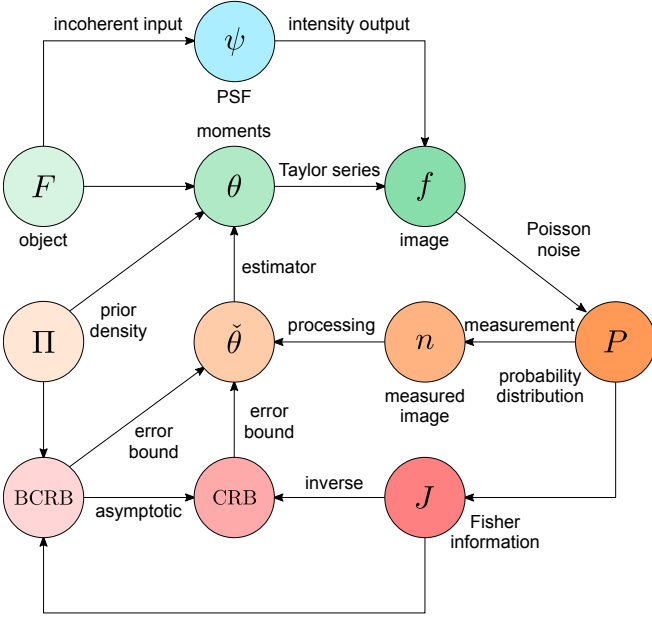 incoherent input
ψ
intensity output
PSF
moments
F
θ
Taylor series
f
object
image
Poisson
noise
estimator
prior
density
Π
θ̌
processing
n
measurement
P
measured
image
probability
distribution
error
bound
error
bound
BCRB
asymptotic
CRB
inverse
J
Fisher
information